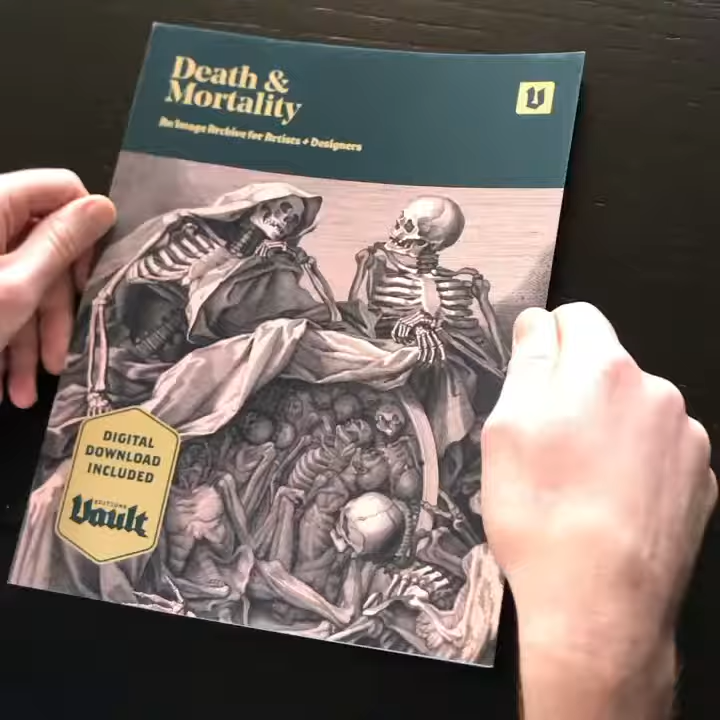 Death &
Mortality
An Image Archive for Artists + Designers
DIGITAL
DOWNLOAD
INCLUDED
EDITIONS
Vault